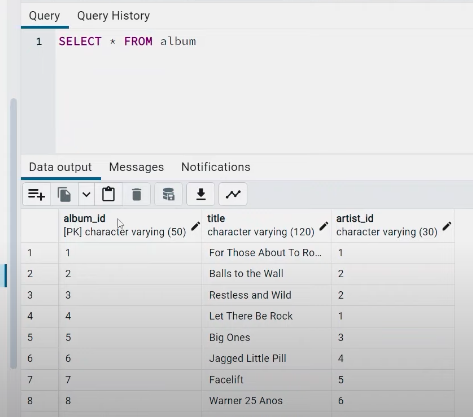 Query Query History
1 SELECT * FROM album
Data output Messages Notifications
album_id title artist_id
[PK] character varying (50) character varying (120) character varying (30)
1 1 For Those About To Ro... 1
2 2 Balls to the Wall 2
3 3 Restless and Wild 2
4 4 Let There Be Rock 1
5 5 Big Ones 3
6 6 Jagged Little Pill 4
7 7 Facelift 5
8 8 Warner 25 Anos 6